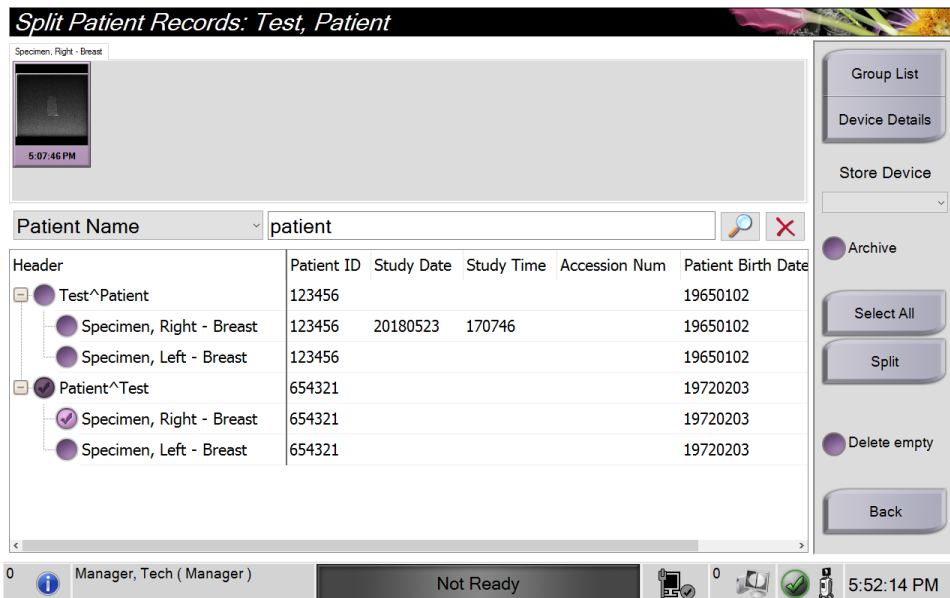 Split Patient Records: Test, Patient
Specimen, Right - Breast
5:07:46 PM
Group List
Device Details
Store Device
Archive
Select All
Split
Delete empty
Back
Patient Name patient
Header Patient ID Study Date Study Time Accession Num Patient Birth Date
Test^Patient 123456 19650102
Specimen, Right - Breast 123456 20180523 170746 19650102
Specimen, Left - Breast 123456 19650102
Patient^Test 654321 19720203
Specimen, Right - Breast 654321 19720203
Specimen, Left - Breast 654321 19720203
0 Manager, Tech ( Manager ) Not Ready 0 5:52:14 PM